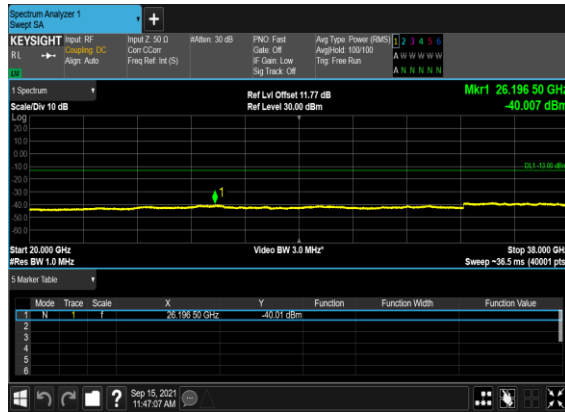 Spectrum Analyzer 1
Swept SA
+
KEYSIGHT Input: RF Input Z: 50 Ω #Atten: 30 dB PNO: Fast Avg Type: Power (RMS) 1 2 3 4 5 6
RL Coupling: DC Corr CCorr Gate: Off Avg|Hold: 100/100 A W W W W W
Align: Auto Freq Ref: Int (S) IF Gain: Low Trig: Free Run
LW Sig Track: Off A N N N N N
1 Spectrum Ref Lvl Offset 11.77 dB Mkr1 26.196 50 GHz
Scale/Div 10 dB Ref Level 30.00 dBm -40.007 dBm
Log
20.0
10.0
0.00
-10.0 DL1 -13.00 dBm
-20.0
-30.0 1
-40.0
-50.0
-60.0
Start 20.000 GHz Video BW 3.0 MHz* Stop 38.000 GHz
#Res BW 1.0 MHz Sweep ~36.5 ms (40001 pts)
5 Marker Table
Mode Trace Scale X Y Function Function Width Function Value
1 N 1 f 26.196 50 GHz -40.01 dBm
2
3
4
5
6
? Sep 15, 2021
11:47:07 AM